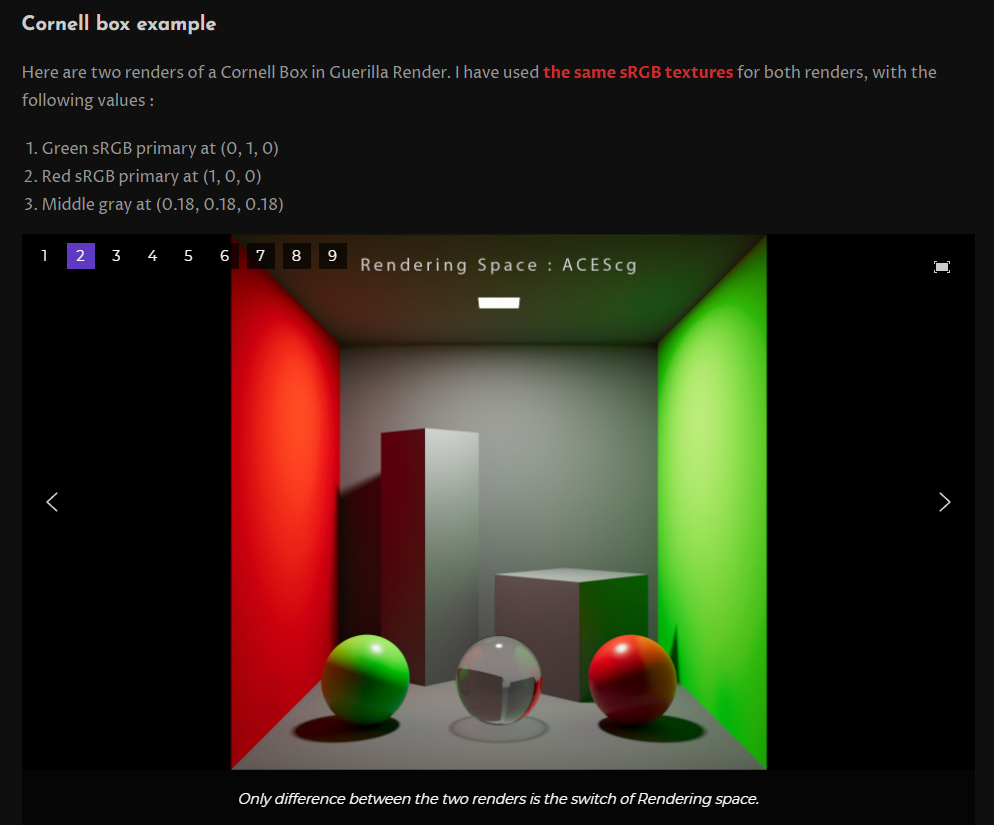 Cornell box example
Here are two renders of a Cornell Box in Guerilla Render. I have used the same sRGB textures for both renders, with the
following values :
1. Green sRGB primary at (0, 1, 0)
2. Red sRGB primary at (1, 0, 0)
3. Middle gray at (0.18, 0.18, 0.18)
1 2 3 4 5 6 7 8 9
Rendering Space : ACEScg
Only difference between the two renders is the switch of Rendering space.